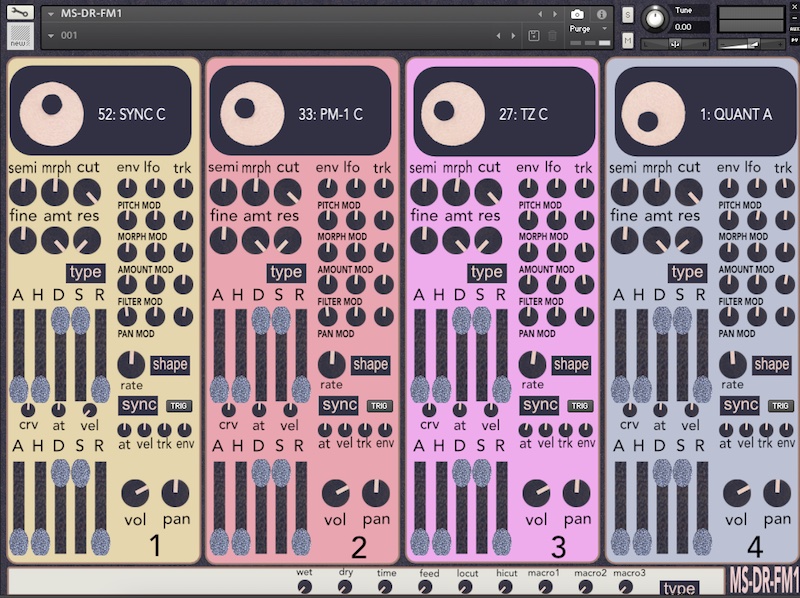 MS-DR-FM1
S
Tune
new
001
Purge
M
0.00
AUX
PV
52: SYNC C
33: PM-1 C
27: TZ C
1: QUANT A
semi mrph cut env lfo trk
semi mrph cut env lfo trk
semi mrph cut env lfo trk
semi mrph cut env lfo trk
PITCH MOD
PITCH MOD
PITCH MOD
PITCH MOD
fine amt res
fine amt res
fine amt res
fine amt res
MORPH MOD
MORPH MOD
MORPH MOD
MORPH MOD
type AMOUNT MOD
type AMOUNT MOD
type AMOUNT MOD
type AMOUNT MOD
A H D S R FILTER MOD
A H D S R FILTER MOD
A H D S R FILTER MOD
A H D S R FILTER MOD
PAN MOD
PAN MOD
PAN MOD
PAN MOD
rate shape
rate shape
rate shape
rate shape
sync TRIG
sync TRIG
sync TRIG
sync TRIG
crv at vel
crv at vel
crv at vel
crv at vel
A H D S R at vel trk env
A H D S R at vel trk env
A H D S R at vel trk env
A H D S R at vel trk env
vol pan
vol pan
vol pan
vol pan
1
2
3
4
wet dry time feed locut hicut macro1 macro2 macro3 type
MS-DR-FM1